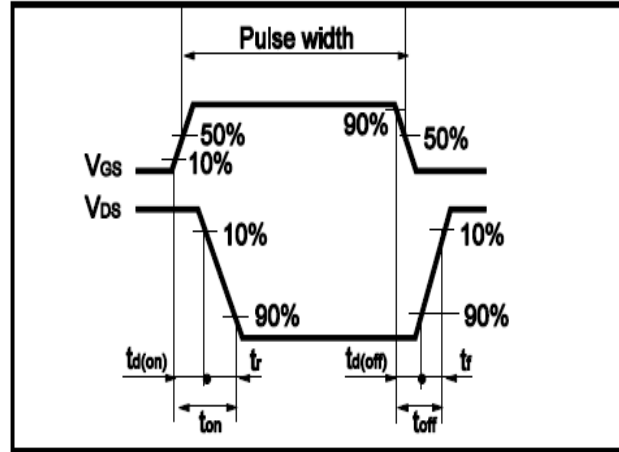 Pulse width
90%
50%
50%
VGS
10%
VDS
10%
10%
90%
90%
td(on)
tr
td(off)
tf
ton
toff